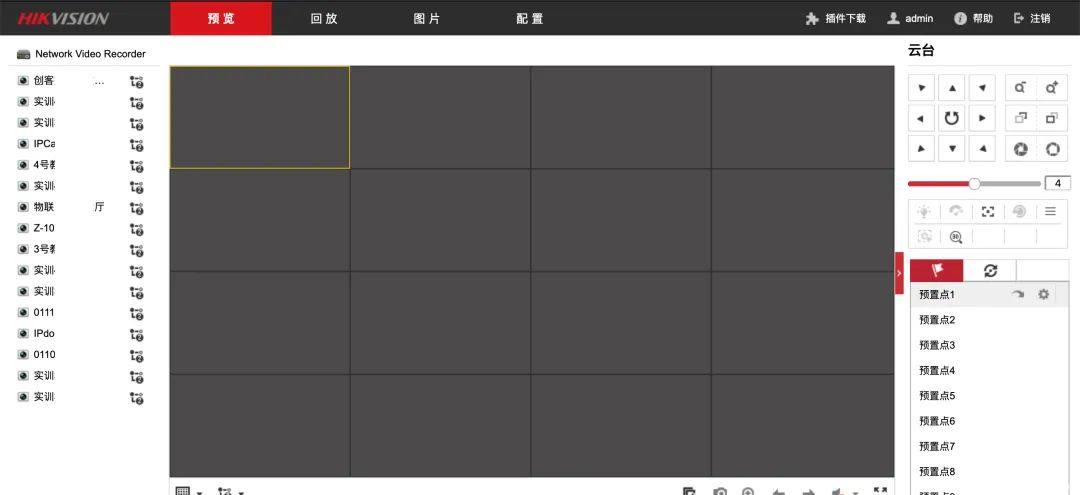 HIKVISION
预览
回放
图片
配置
插件下载
admin
帮助
注销
Network Video Recorder
创客 ...
实训
实训
IPCa
4号教
实训
物联 厅
Z-10
3号教
实训
实训
0111
IPdo
0110
实训
实训
云台
4
3D
预置点1
预置点2
预置点3
预置点4
预置点5
预置点6
预置点7
预置点8